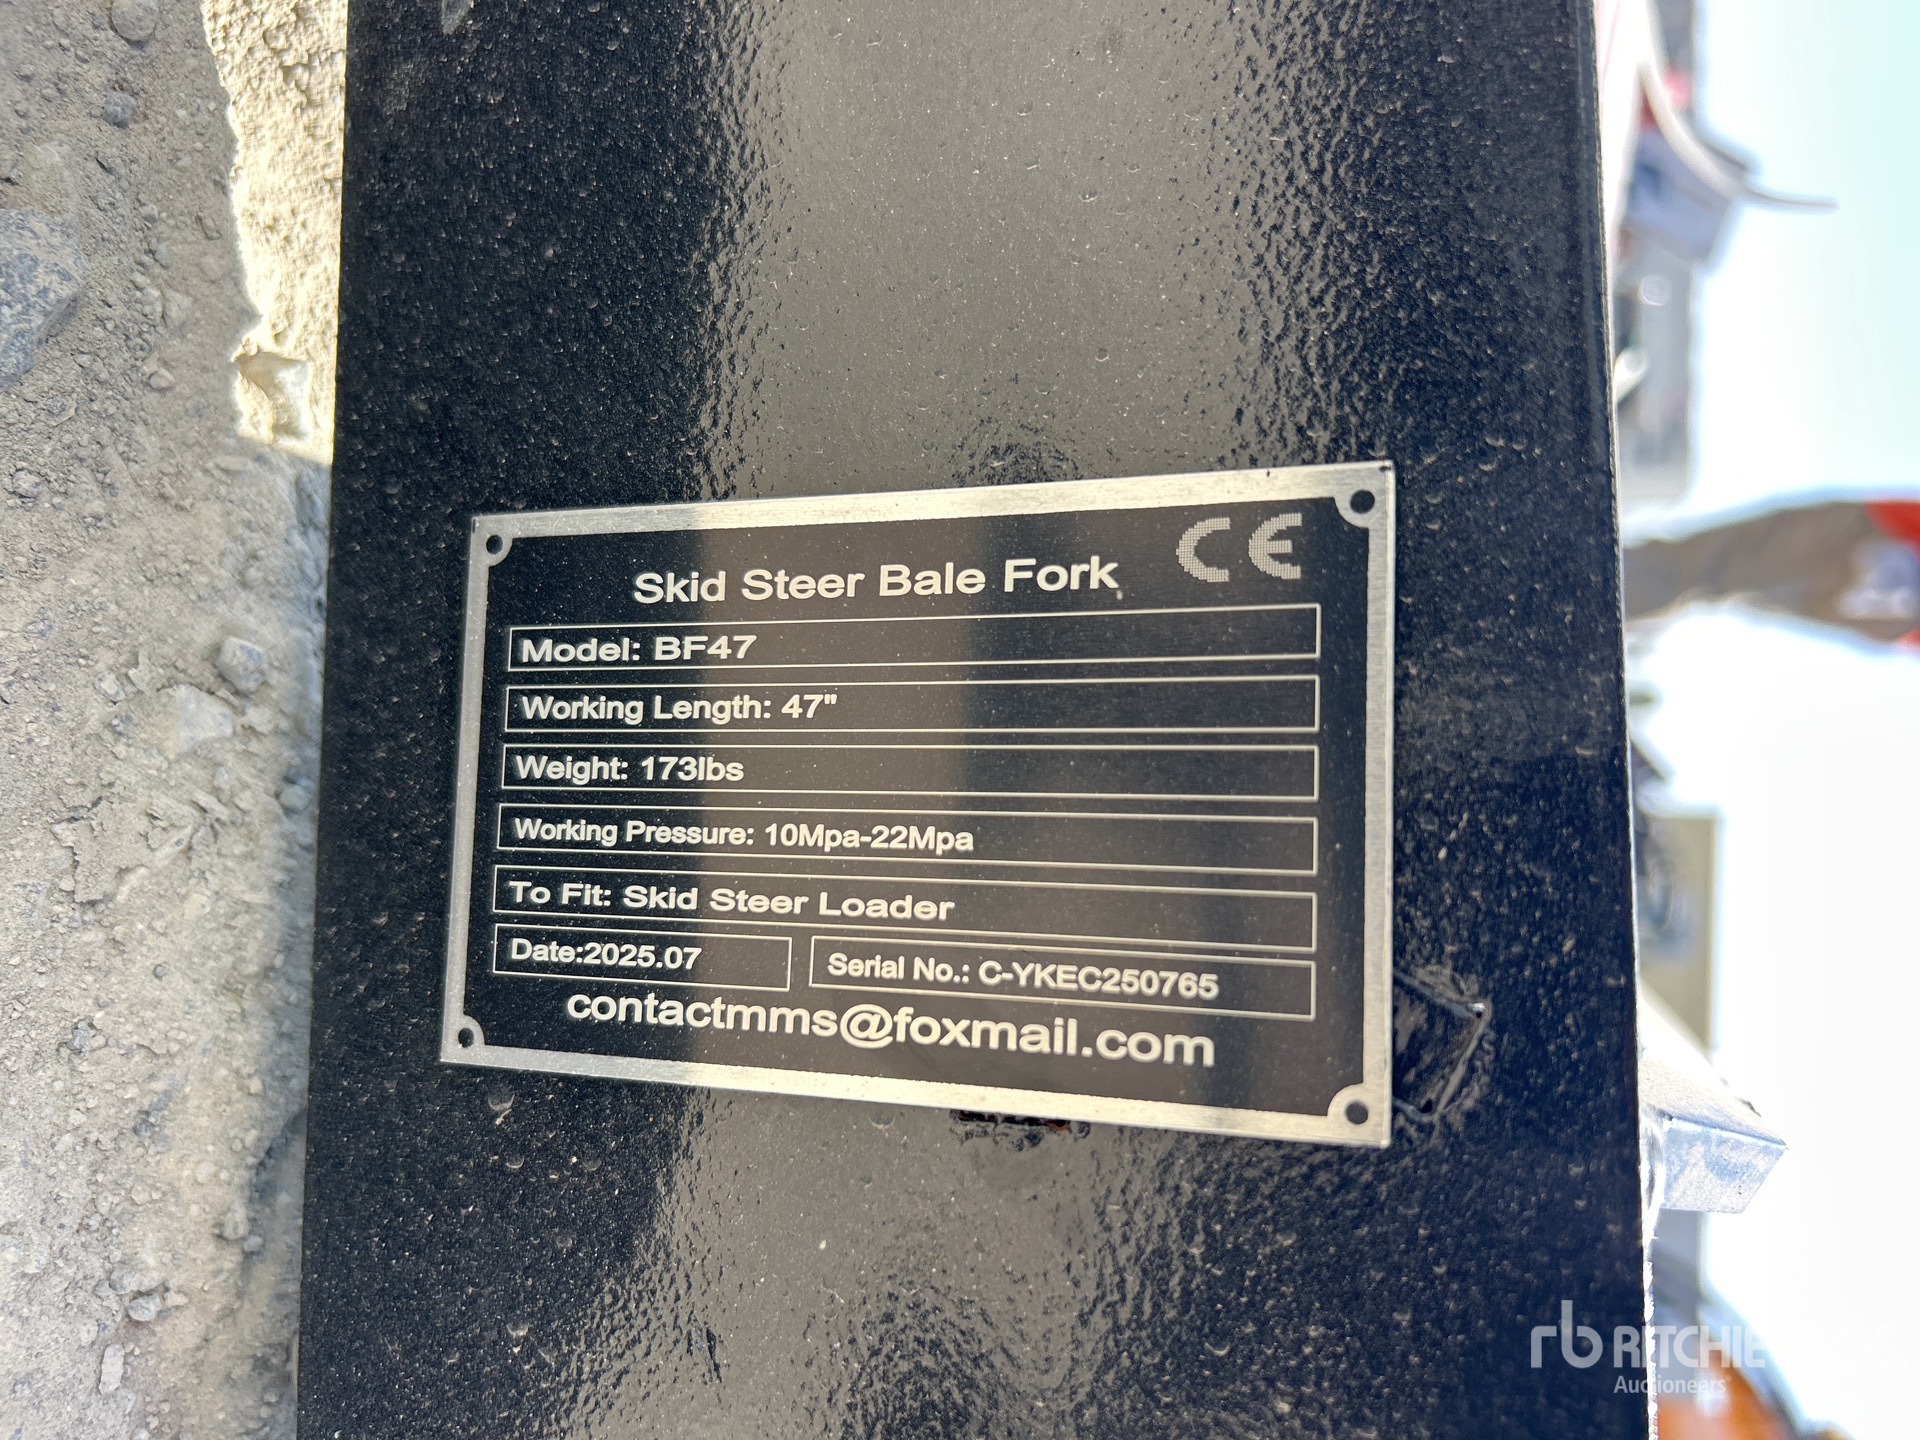 CE
Skid Steer Bale Fork
Model: BF47
Working Length: 47"
Weight: 173lbs
Working Pressure: 10Mpa-22Mpa
To Fit: Skid Steer Loader
Date:2025.07
Serial No.: C-YKEC250765
contactmms@foxmail.com
rb RITCHIE BROS.
Auctioneers